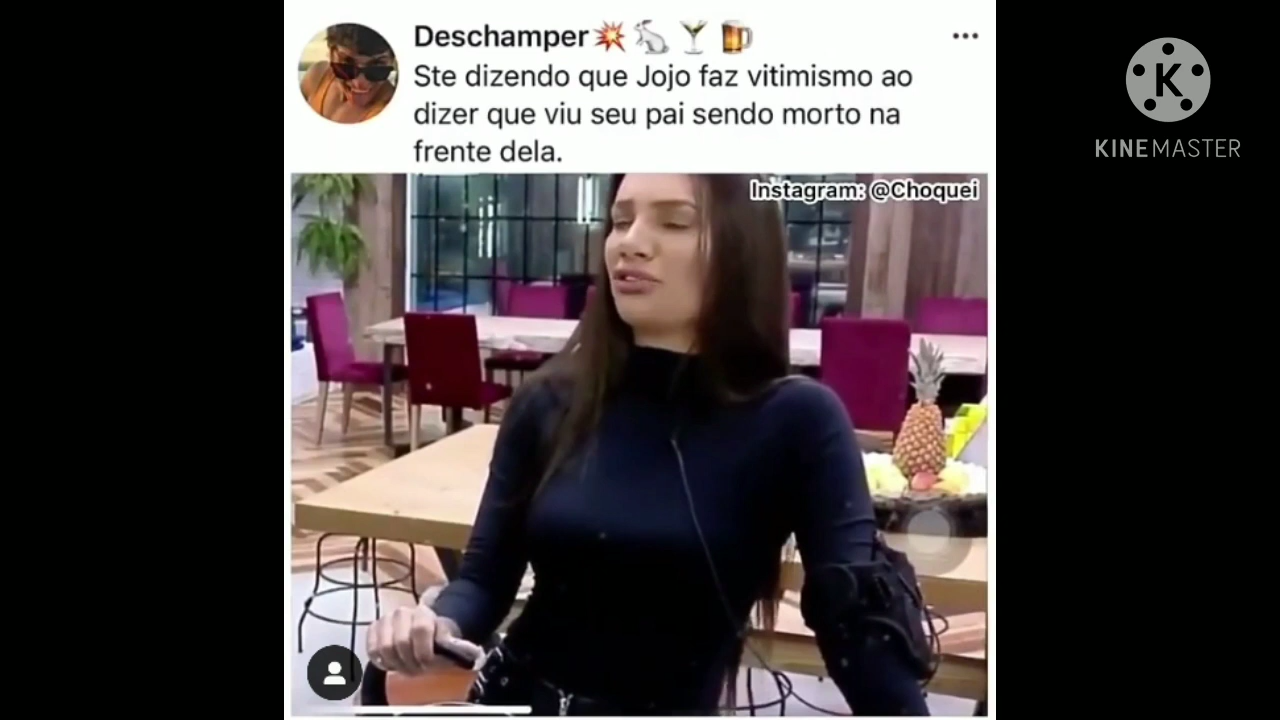 Deschamper💥🐇🍸🍺
Ste dizendo que Jojo faz vitimismo ao
dizer que viu seu pai sendo morto na
frente dela.
Instagram: @Choquei
K
KINEMASTER